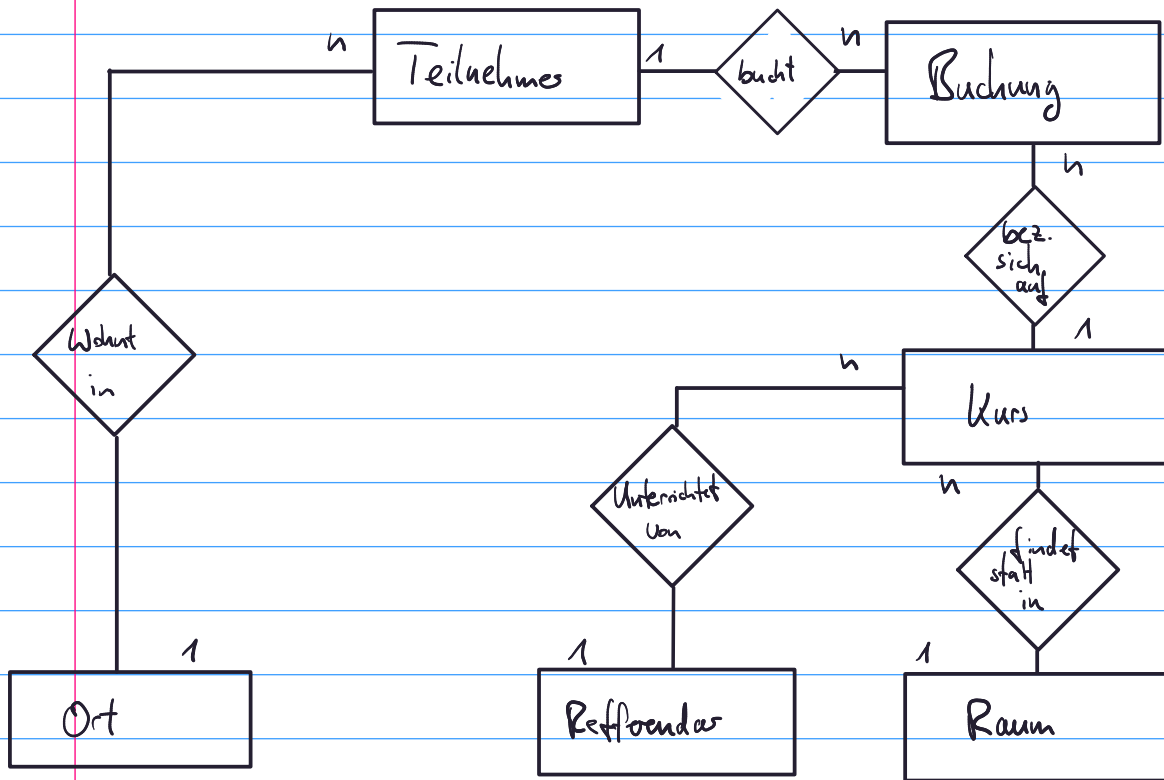 n
Teilnehmer
1
bucht
n
Buchung
n
bez.
sich
auf
1
Wohnt
in
n
Kurs
Unterrichtet
von
n
findet
statt
in
1
1
1
Ort
Refferendar
Raum